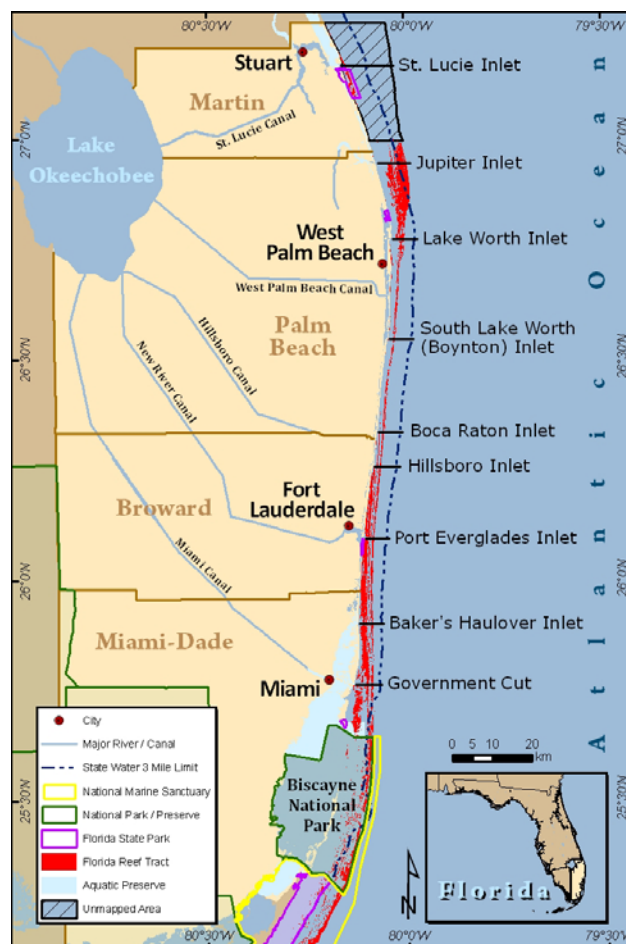 80°30'W
80°0'W
79°30'W
Stuart
St. Lucie Inlet
Martin
St. Lucie Canal
27°0'N
27°0'N
Lake
Okeechobee
Jupiter Inlet
West
Palm Beach
Lake Worth Inlet
West Palm Beach Canal
Palm
Beach
South Lake Worth
(Boynton) Inlet
Hillsboro Canal
New River Canal
26°30'N
26°30'N
Boca Raton Inlet
Hillsboro Inlet
Broward
Fort
Lauderdale
Port Everglades Inlet
Miami Canal
26°0'N
26°0'N
Baker's Haulover Inlet
Miami-Dade
Miami
Government Cut
Atlantic Ocean
City
Major River / Canal
State Water 3 Mile Limit
National Marine Sanctuary
National Park / Preserve
Florida State Park
Florida Reef Tract
Aquatic Preserve
Unmapped Area
Biscayne
National
Park
0 5 10 20
km
25°30'N
25°30'N
N
Florida
80°30'W
80°0'W
79°30'W